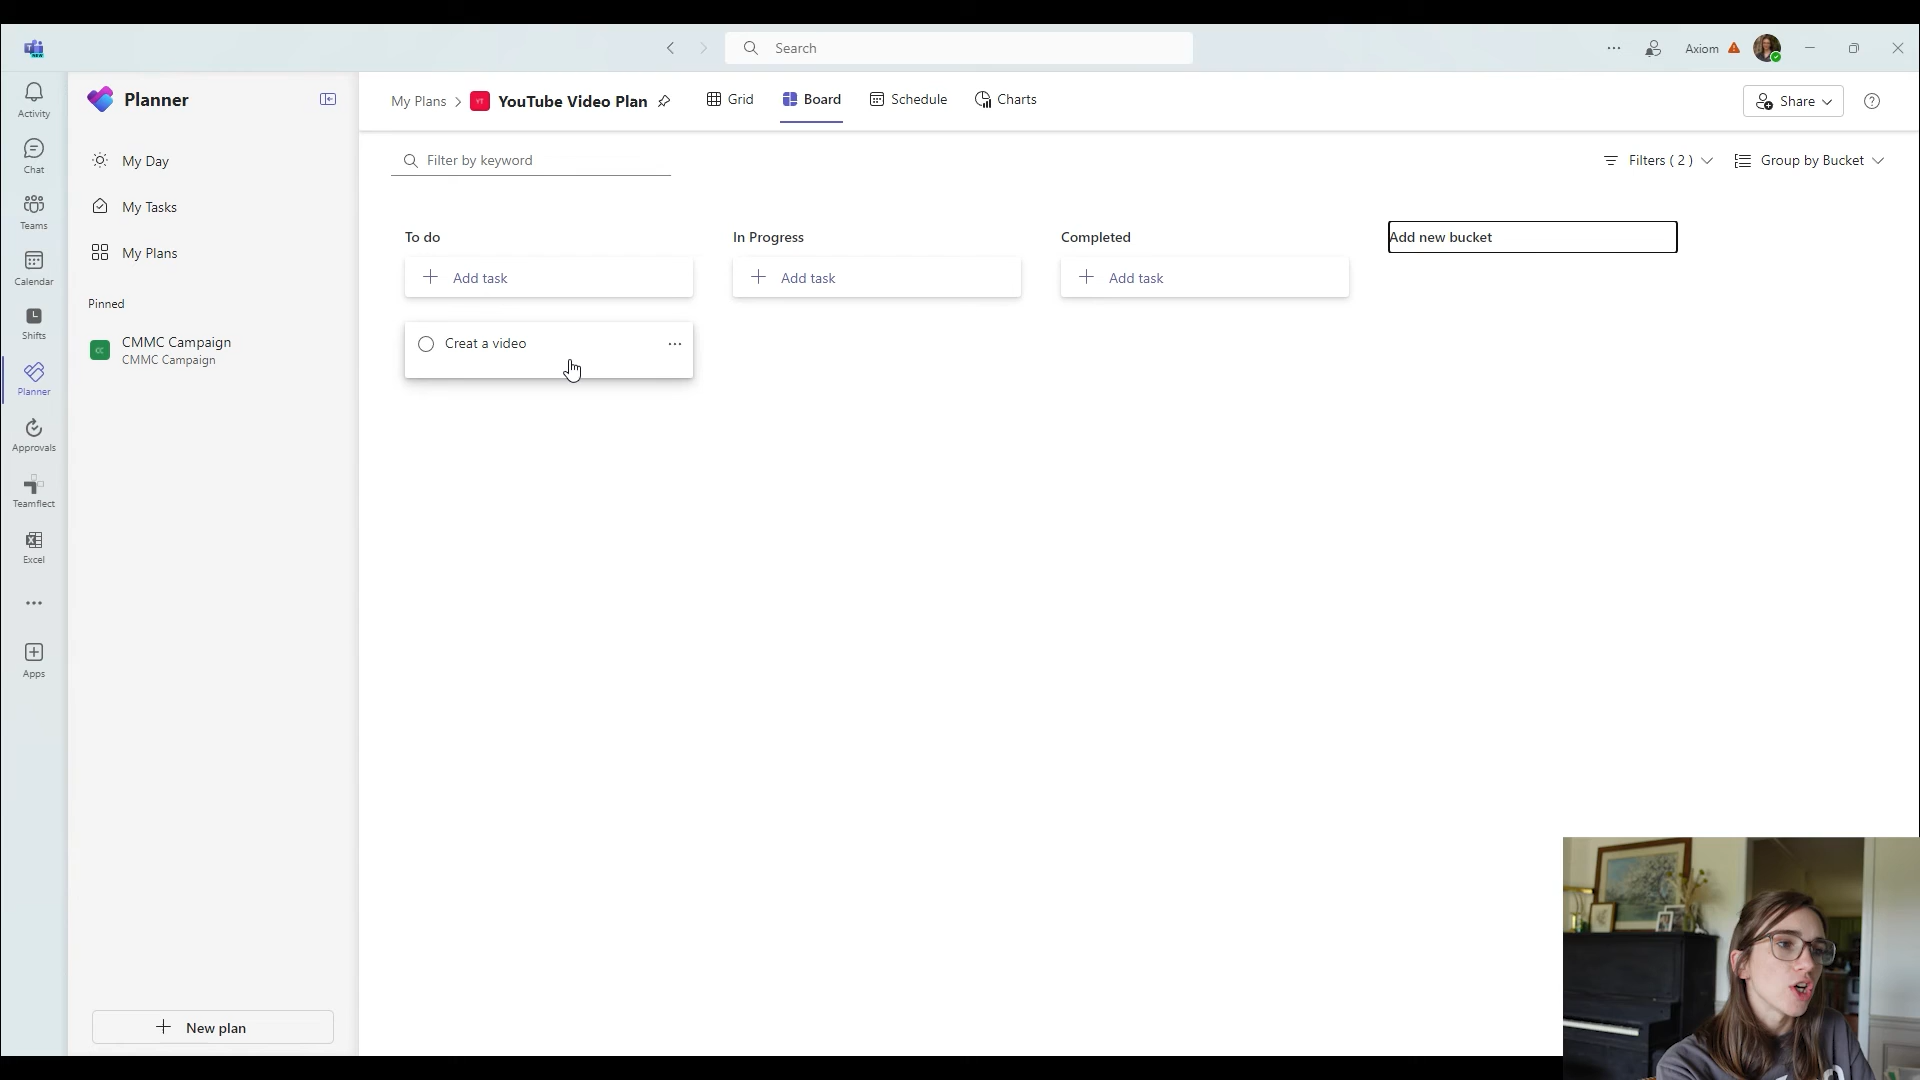 Search
Axiom
Activity
Chat
Teams
Calendar
Shifts
Planner
Approvals
Teamflect
Excel
Apps
Planner
My Day
My Tasks
My Plans
Pinned
CC
CMMC Campaign
CMMC Campaign
New plan
My Plans
YT
YouTube Video Plan
Grid
Board
Schedule
Charts
Share
Filter by keyword
Filters ( 2 )
Group by Bucket
To do
Add task
Creat a video
In Progress
Add task
Completed
Add task
Add new bucket